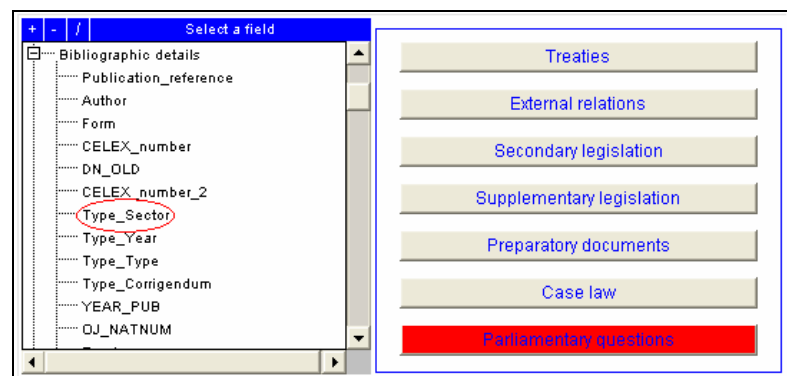 + - / Select a field
Bibliographic details
Publication_reference
Author
Form
CELEX_number
DN_OLD
CELEX_number_2
Type_Sector
Type_Year
Type_Type
Type_Corrigendum
YEAR_PUB
OJ_NATNUM
Treaties
External relations
Secondary legislation
Supplementary legislation
Preparatory documents
Case law
Parliamentary questions